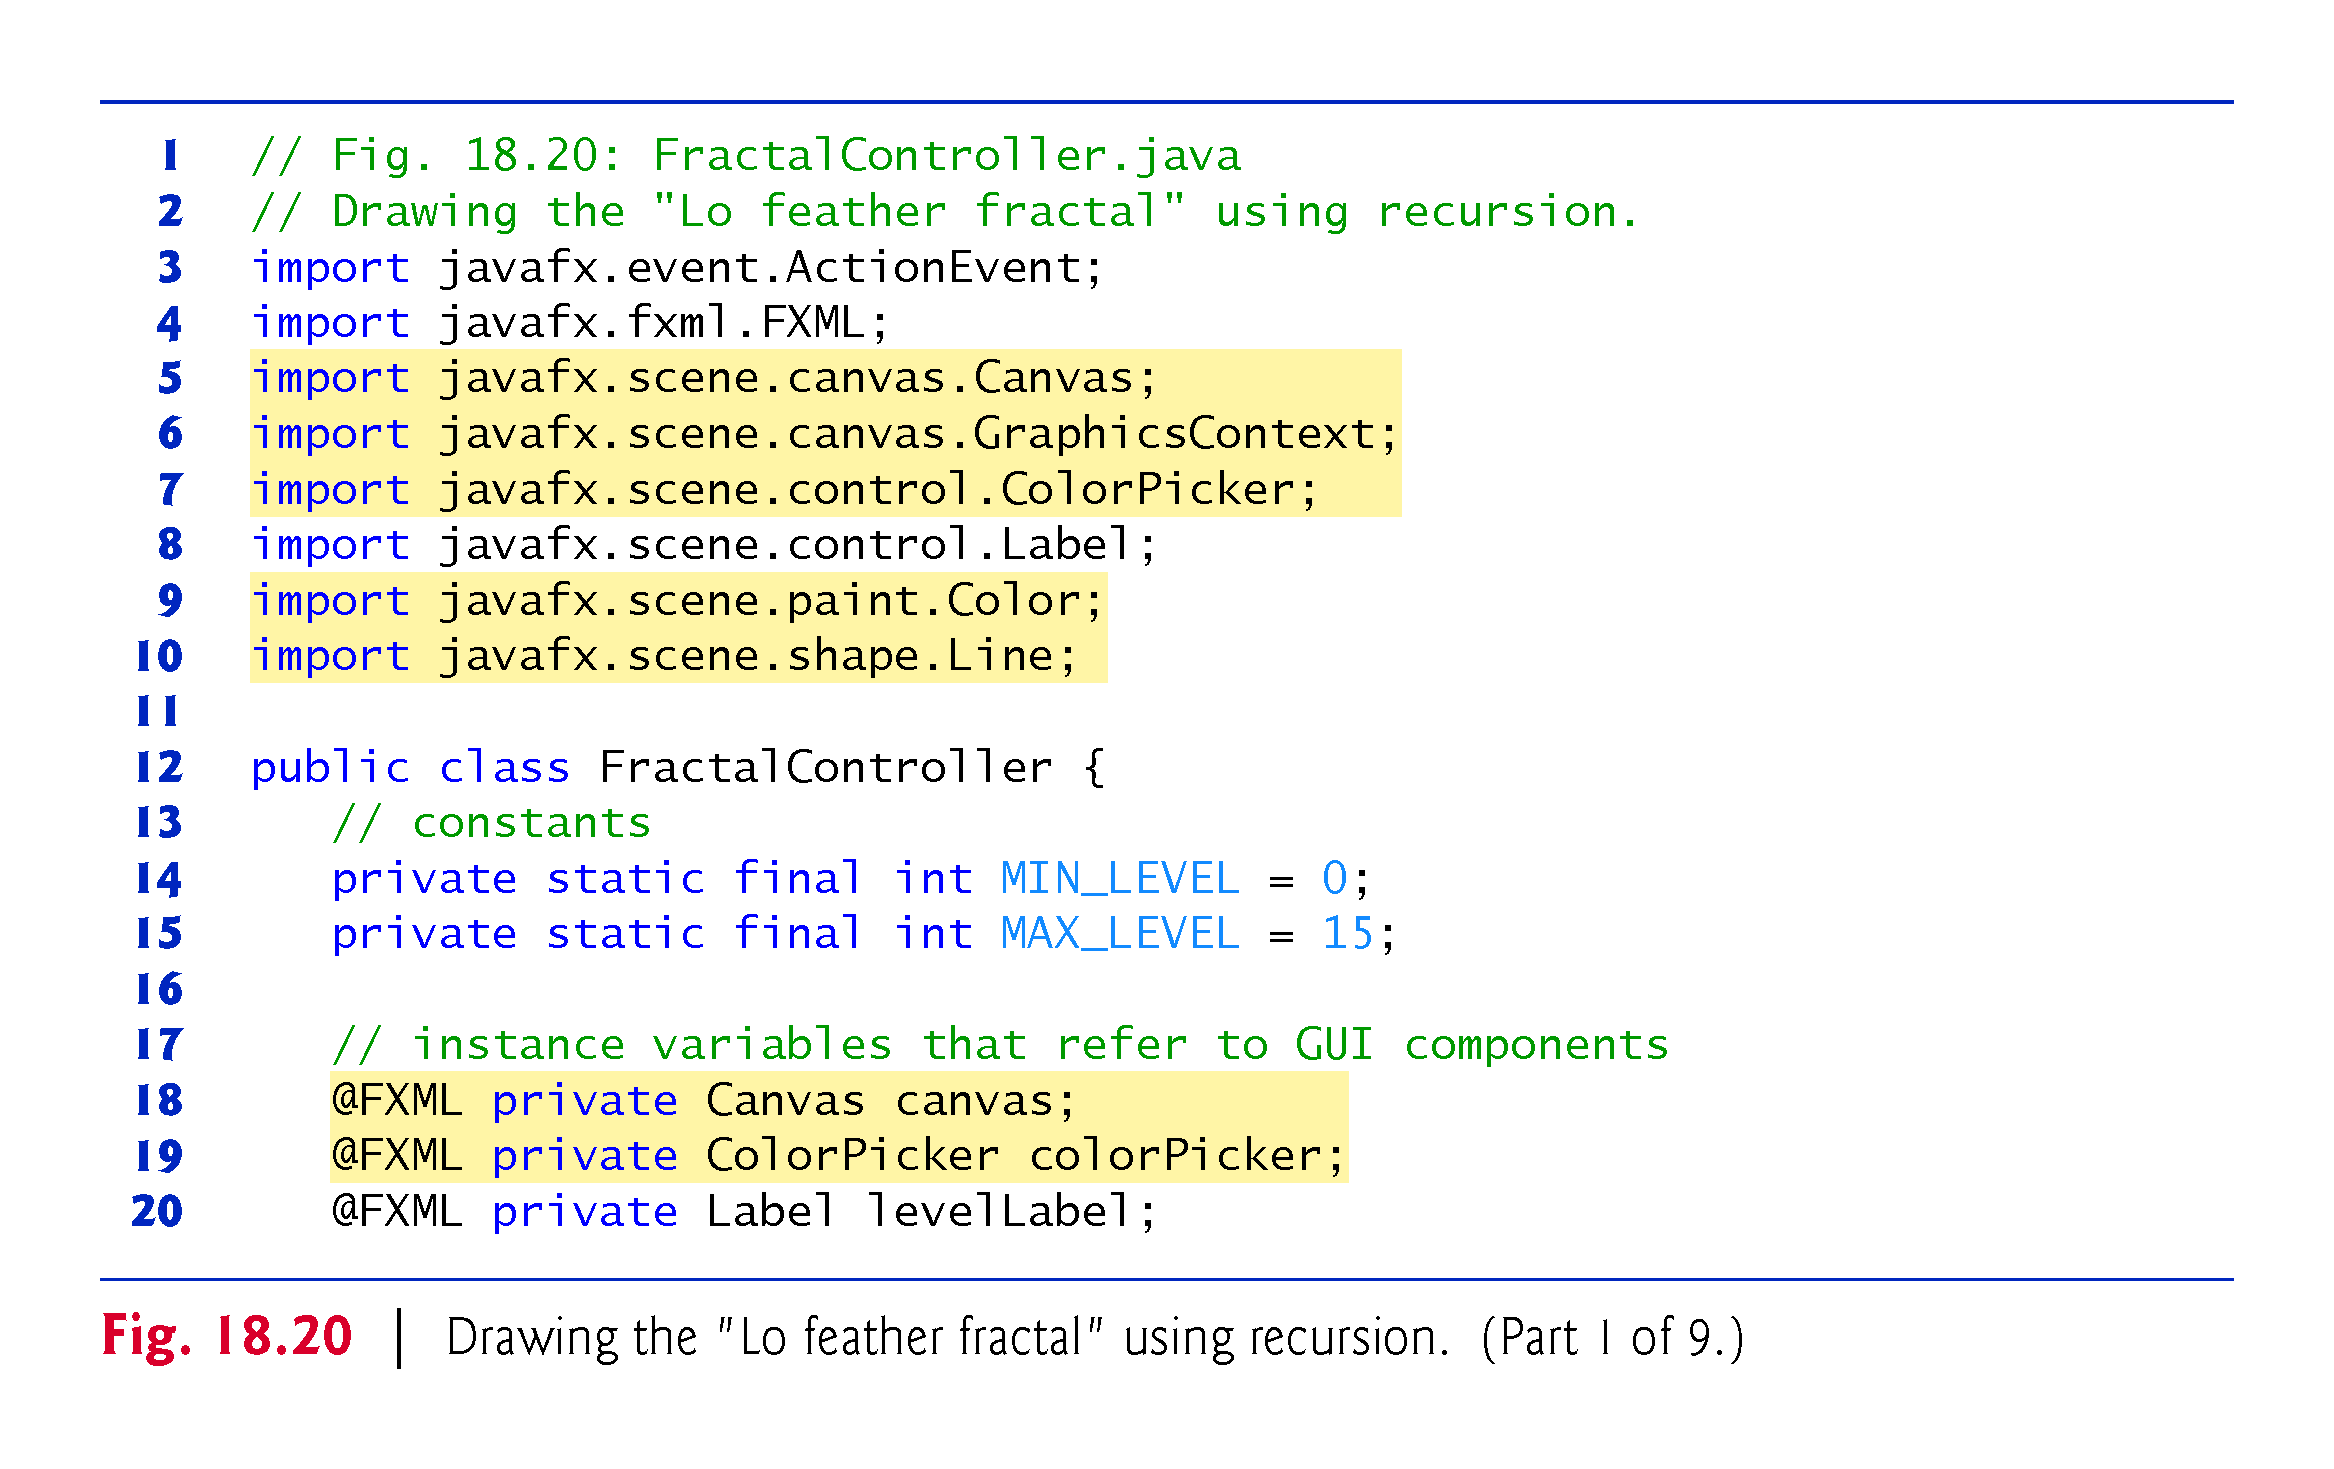 1 // Fig. 18.20: FractalController.java
2 // Drawing the "Lo feather fractal" using recursion.
3 import javafx.event.ActionEvent;
4 import javafx.fxml.FXML;
5 import javafx.scene.canvas.Canvas;
6 import javafx.scene.canvas.GraphicsContext;
7 import javafx.scene.control.ColorPicker;
8 import javafx.scene.control.Label;
9 import javafx.scene.paint.Color;
10 import javafx.scene.shape.Line;
11
12 public class FractalController {
13 // constants
14 private static final int MIN_LEVEL = 0;
15 private static final int MAX_LEVEL = 15;
16
17 // instance variables that refer to GUI components
18 @FXML private Canvas canvas;
19 @FXML private ColorPicker colorPicker;
20 @FXML private Label levelLabel;
Fig. 18.20 | Drawing the "Lo feather fractal" using recursion. (Part 1 of 9.)